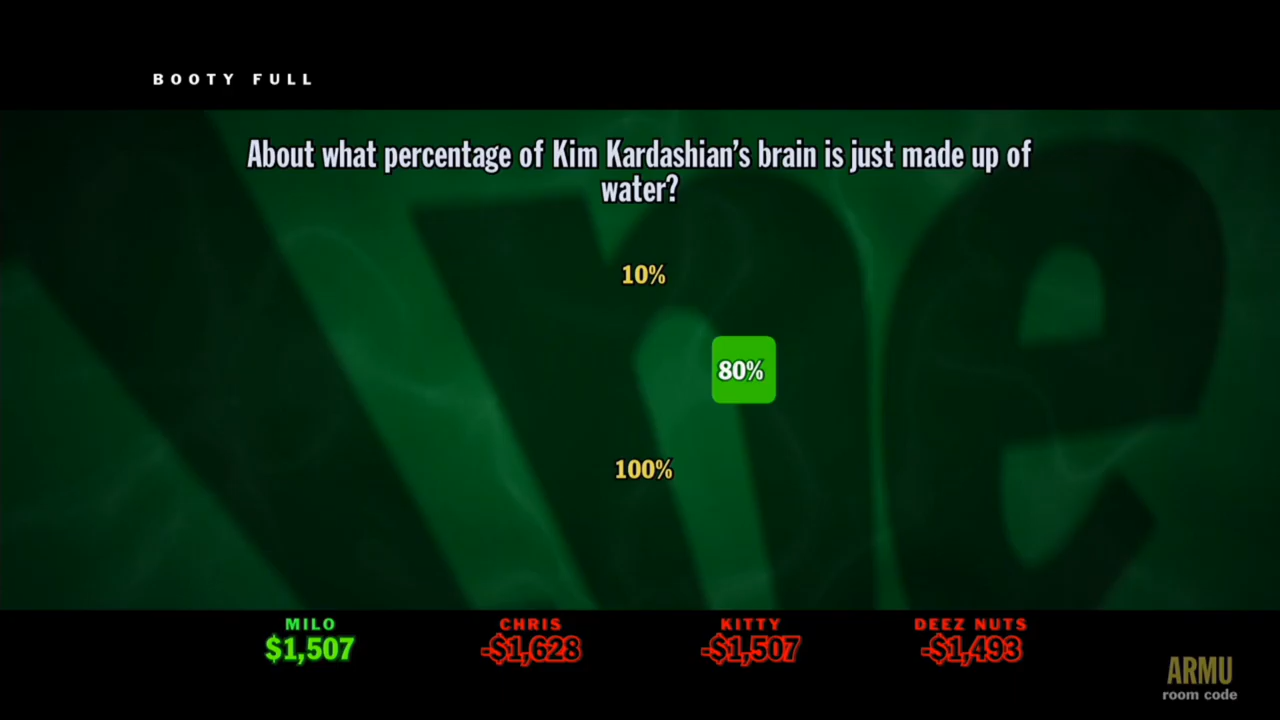 BOOTY FULL
About what percentage of Kim Kardashian's brain is just made up of
water?
10%
80%
100%
MILO CHRIS KITTY DEEZ NUTS
$1,507 -$1,628 -$1,507 -$1,493
ARMU
room code